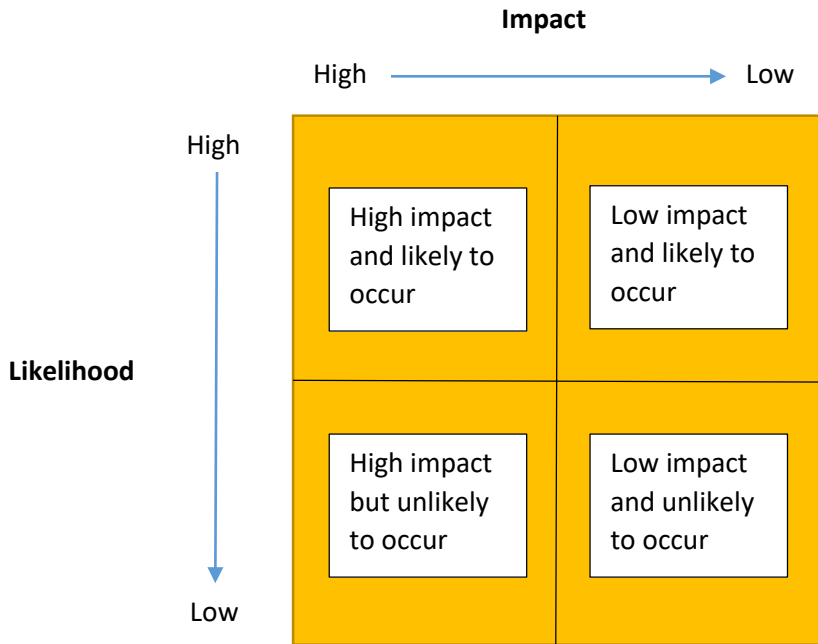 Impact
High
Low
High
High impact
and likely to
occur
Low impact
and likely to
occur
Likelihood
High impact
but unlikely
to occur
Low impact
and unlikely
to occur
Low